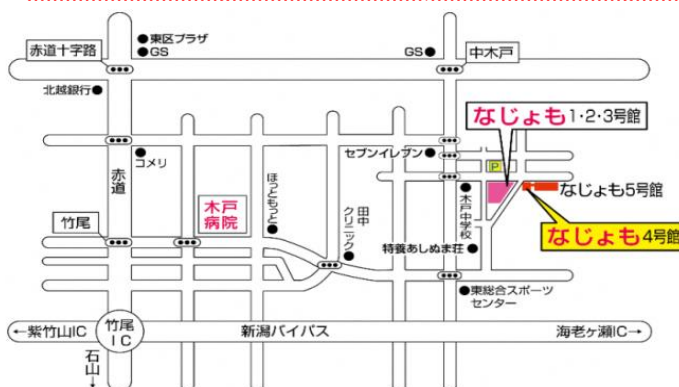 赤道十字路
●東区プラザ
●GS
GS●
中木戸
北越銀行●
なじょも1・2・3号館
●コメリ
セブンイレブン●
P
赤道
ほっともっと●
田中クリニック●
●木戸中学校
なじょも5号館
木戸
病院
竹尾
なじょも4号館
特養あしぬま荘●
●東総合スポーツ
センター
←紫竹山IC
竹尾
IC
新潟バイパス
海老ヶ瀬IC→
石山→